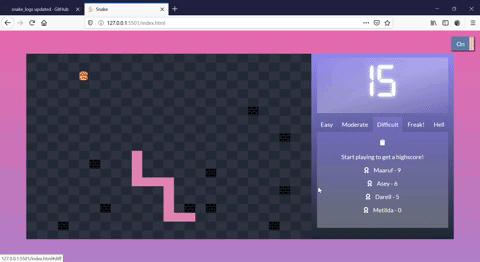 snake_logs updated - GitHub
Snake
127.0.0.1:5501/index.html
On
15
Easy
Moderate
Difficult
Freak!
Hell
Start playing to get a highscore!
Maaruf - 9
Asey - 6
Darell - 5
Metilda - 0
127.0.0.1:5501/index.html#diff